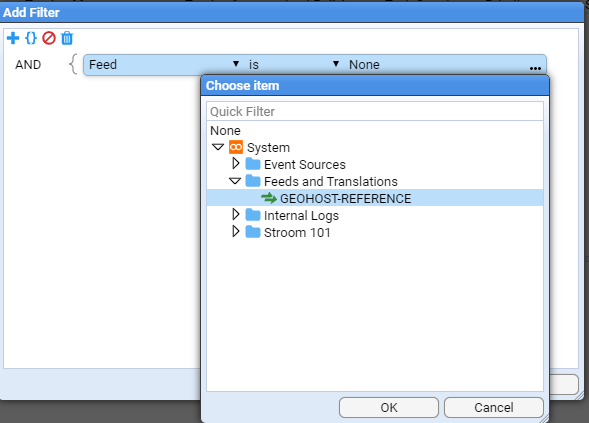 Add Filter
AND { Feed is None ...
Choose item
Quick Filter
None
System
Event Sources
Feeds and Translations
GEOHOST-REFERENCE
Internal Logs
Stroom 101
OK Cancel